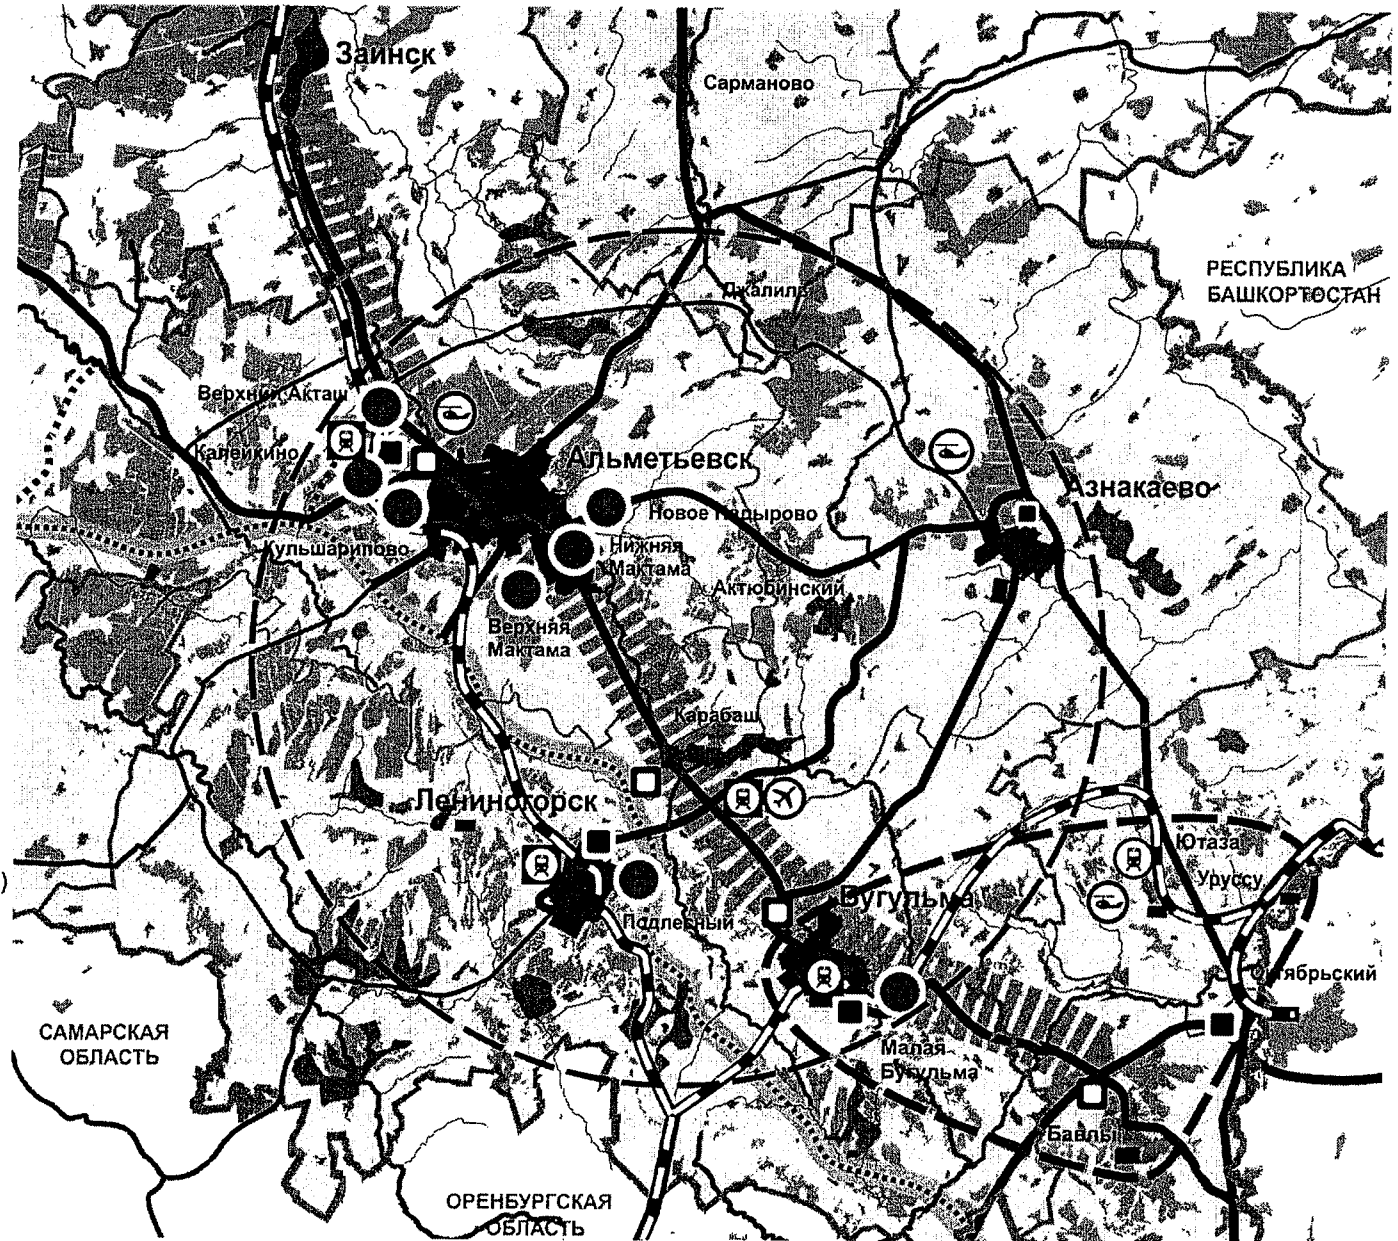 Заинск
Сарманово
РЕСПУБЛИКА
БАШКОРТОСТАН
Джалиль
Верхний Акташ
Калейкино
Альметьевск
Азнакаево
Новое Надырово
Кульшарипово
Нижняя
Мактама
Актюбинский
Верхняя
Мактама
Карабаш
Лениногорск
Ютаза
Уруссу
)
Бугульма
Подлесный
Октябрьский
САМАРСКАЯ
ОБЛАСТЬ
Малая
Бугульма
Бавлы
ОРЕНБУРГСКАЯ
ОБЛАСТЬ